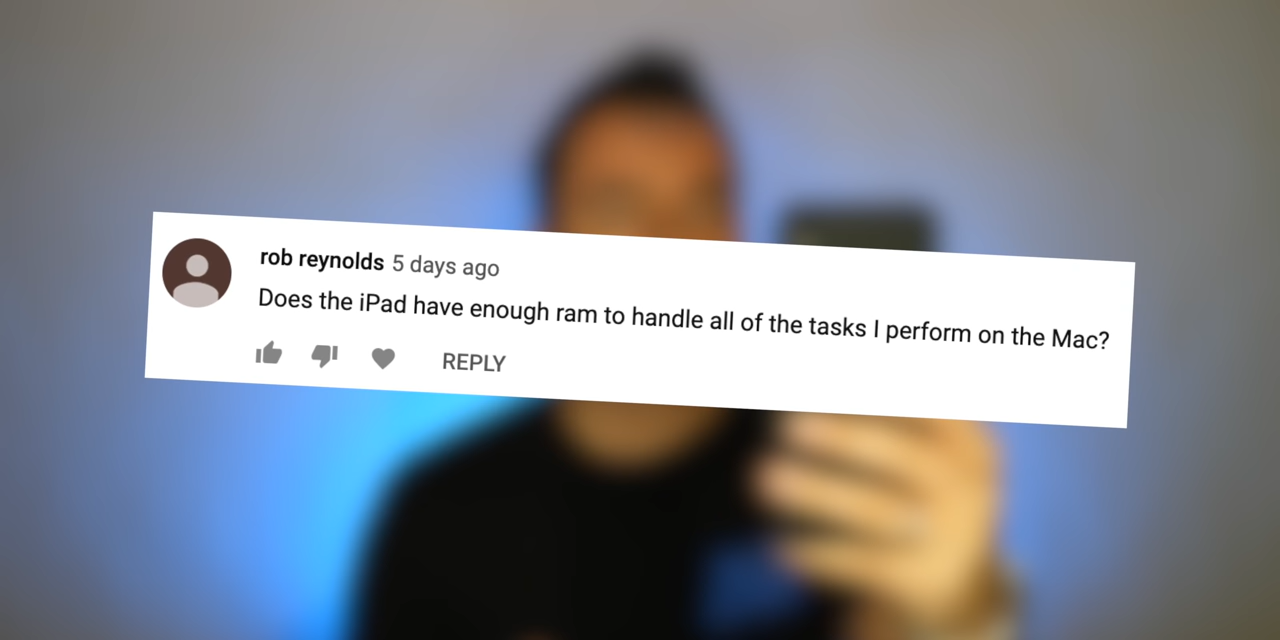 rob reynolds 5 days ago
Does the iPad have enough ram to handle all of the tasks I perform on the Mac?
REPLY